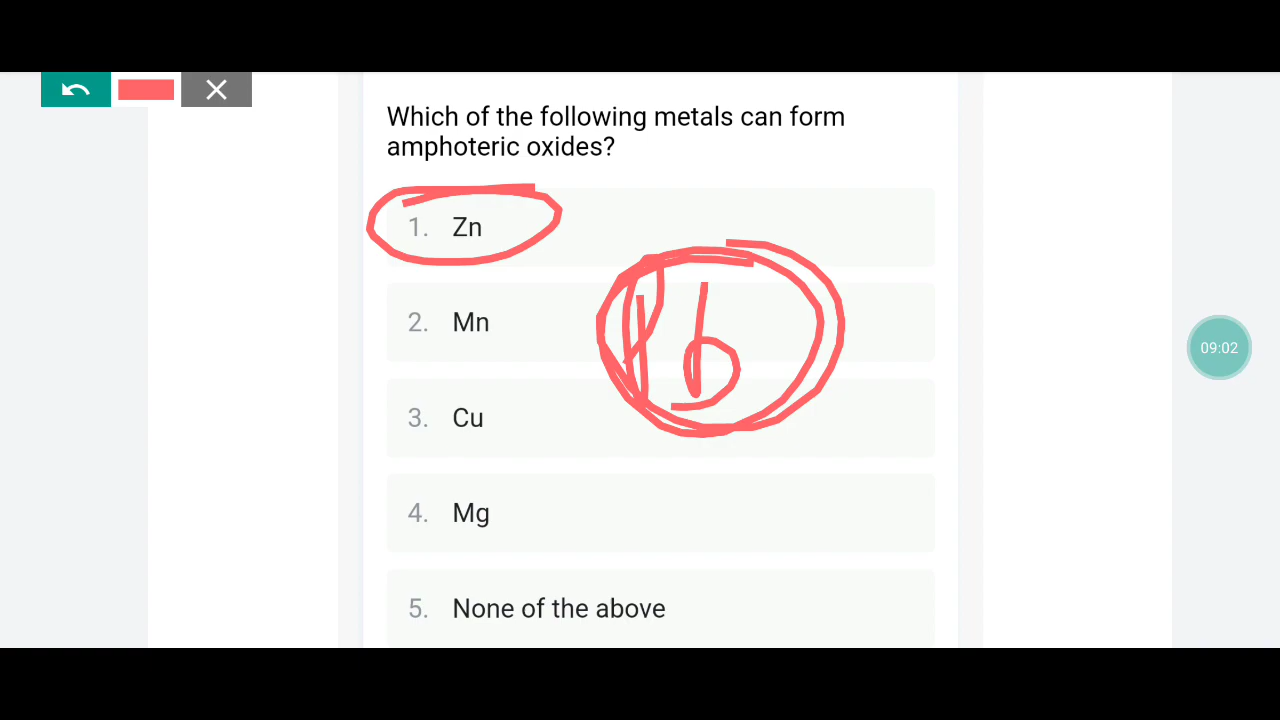 Which of the following metals can form
amphoteric oxides?
1. Zn
2. Mn
16
3. Cu
4. Mg
5. None of the above
09:02